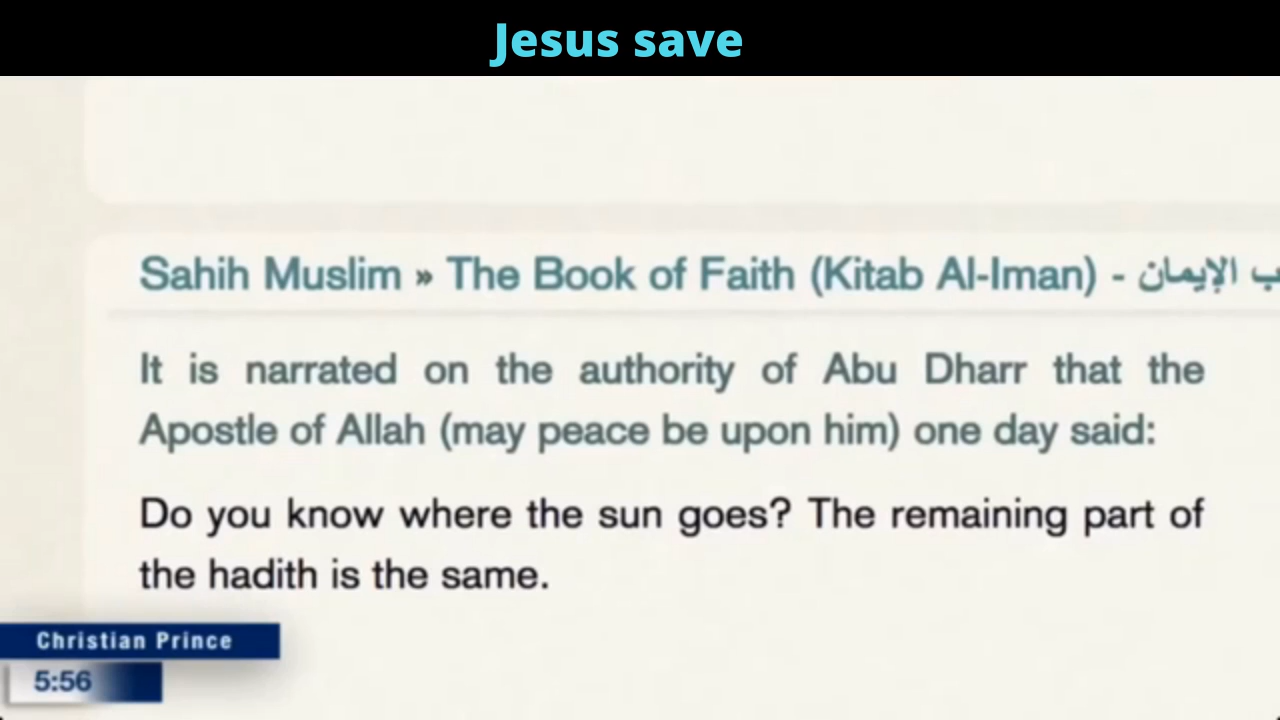 Jesus save
Sahih Muslim » The Book of Faith (Kitab Al-Iman) - ب الإيمان
It is narrated on the authority of Abu Dharr that the
Apostle of Allah (may peace be upon him) one day said:
Do you know where the sun goes? The remaining part of
the hadith is the same.
Christian Prince
5:56